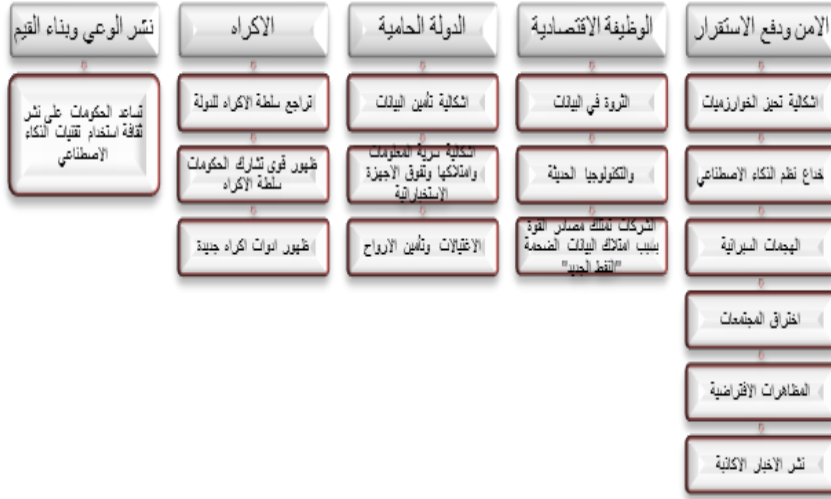 الامن ودفع الاستقرار
اشكالية تحيز الخوارزميات
خداع نظم الذكاء الاصطناعي
الهجمات السبرانية
اختراق المجتمعات
المظاهرات الافتراضية
نشر الاخبار الكاذبة
الوظيفة الاقتصادية
الثروة في البيانات
والتكنولوجيا الحديثة
الشركات تمتلك مصادر القوة
بسبب امتلاك البيانات الضخمة
"النفط الجديد"
الدولة الحامية
اشكالية تأمين البيانات
اشكالية سرية المعلومات
وامتلاكها وتفوق الاجهزة
الاستخباراتية
الاغتيالات وتأمين الارواح
الاكراه
تراجع سلطة الاكراه للدولة
ظهور قوى تشارك الحكومات
سلطة الاكراه
ظهور ادوات اكراه جديدة
نشر الوعي وبناء القيم
تساعد الحكومات على نشر
ثقافة استخدام تقنيات الذكاء
الاصطناعي